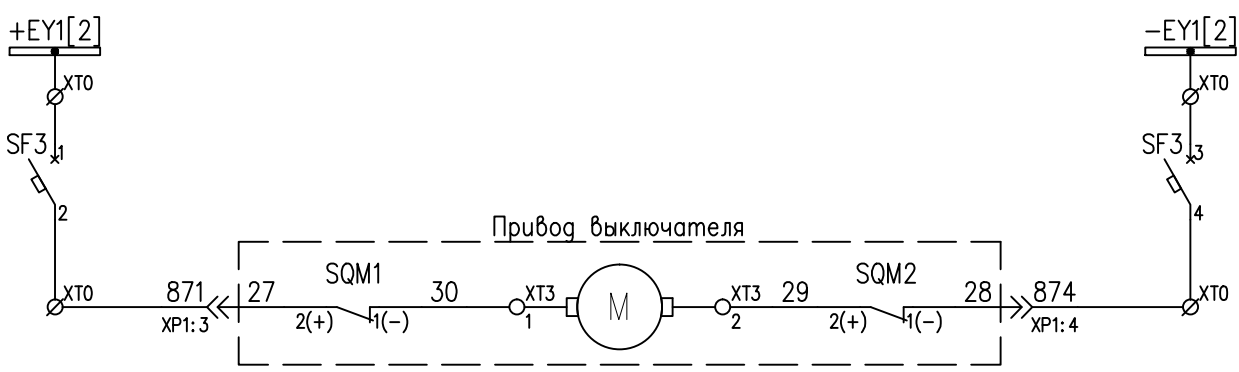 +EY1[2]
-EY1[2]
XT0
XT0
SF3
1
SF3
3
2
4
Привод выключателя
XT0
871
27
SQM1
30
XT3
M
XT3
29
SQM2
28
874
XT0
XP1:3
2(+)
1(-)
1
2
2(+)
1(-)
XP1:4